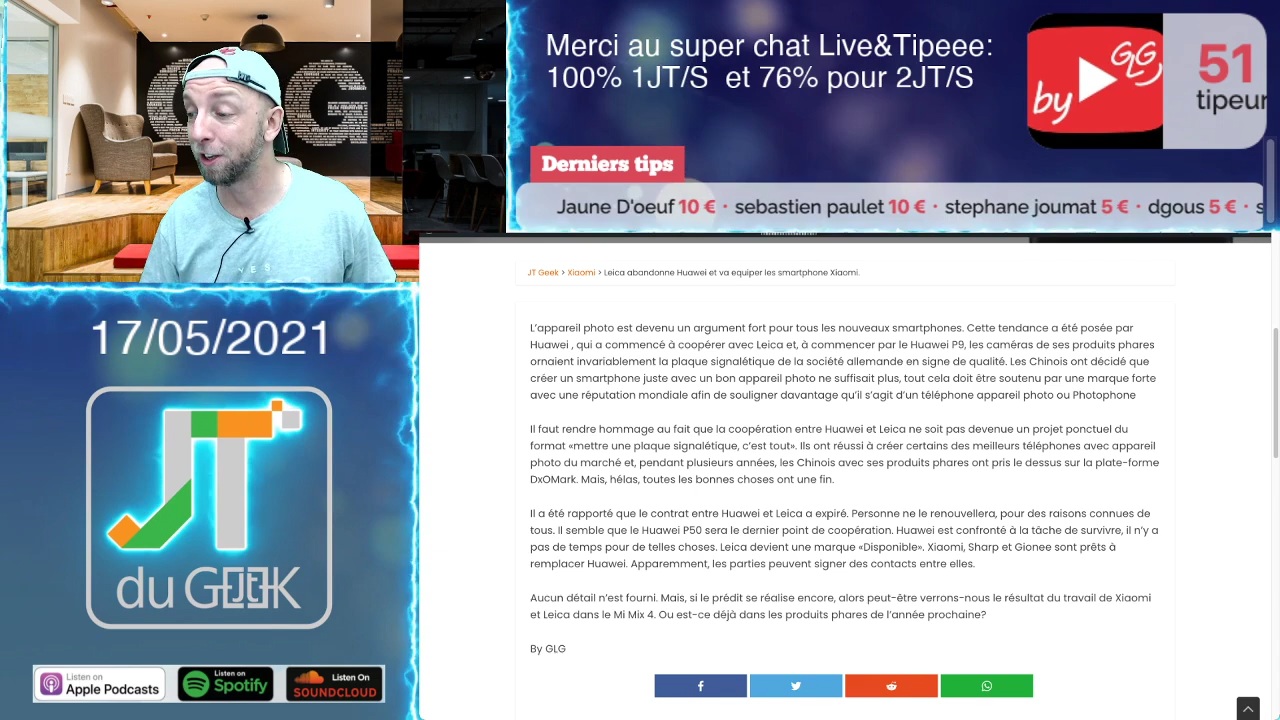 Merci au super chat Live&Tipeee:
100% 1JT/S et 70% pour 2JT/S
by GG
51
tipeur
Derniers tips
Jaune D'oeuf 10 € · sebastien paulet 10 € · stephane joumat 5 € · dgous 5 € · s
YES
17/05/2021
JT
du GEEK
JT
Listen on
Apple Podcasts
Listen on
Spotify
Listen On
SOUNDCLOUD
JT Geek > Xiaomi > Leica abandonne Huawei et va equiper les smartphone Xiaomi.
L'appareil photo est devenu un argument fort pour tous les nouveaux smartphones. Cette tendance a été posée par
Huawei , qui a commencé à coopérer avec Leica et, à commencer par le Huawei P9, les caméras de ses produits phares
ornaient invariablement la plaque signalétique de la société allemande en signe de qualité. Les Chinois ont décidé que
créer un smartphone juste avec un bon appareil photo ne suffisait plus, tout cela doit être soutenu par une marque forte
avec une réputation mondiale afin de souligner davantage qu'il s'agit d'un téléphone appareil photo ou Photophone
Il faut rendre hommage au fait que la coopération entre Huawei et Leica ne soit pas devenue un projet ponctuel du
format «mettre une plaque signalétique, c'est tout». Ils ont réussi à créer certains des meilleurs téléphones avec appareil
photo du marché et, pendant plusieurs années, les Chinois avec ses produits phares ont pris le dessus sur la plate-forme
DxOMark. Mais, hélas, toutes les bonnes choses ont une fin.
Il a été rapporté que le contrat entre Huawei et Leica a expiré. Personne ne le renouvellera, pour des raisons connues de
tous. Il semble que le Huawei P50 sera le dernier point de coopération. Huawei est confronté à la tâche de survivre, il n'y a
pas de temps pour de telles choses. Leica devient une marque «Disponible». Xiaomi, Sharp et Gionee sont prêts à
remplacer Huawei. Apparemment, les parties peuvent signer des contacts entre elles.
Aucun détail n'est fourni. Mais, si le prédit se réalise encore, alors peut-être verrons-nous le résultat du travail de Xiaomi
et Leica dans le Mi Mix 4. Ou est-ce déjà dans les produits phares de l'année prochaine?
By GLG